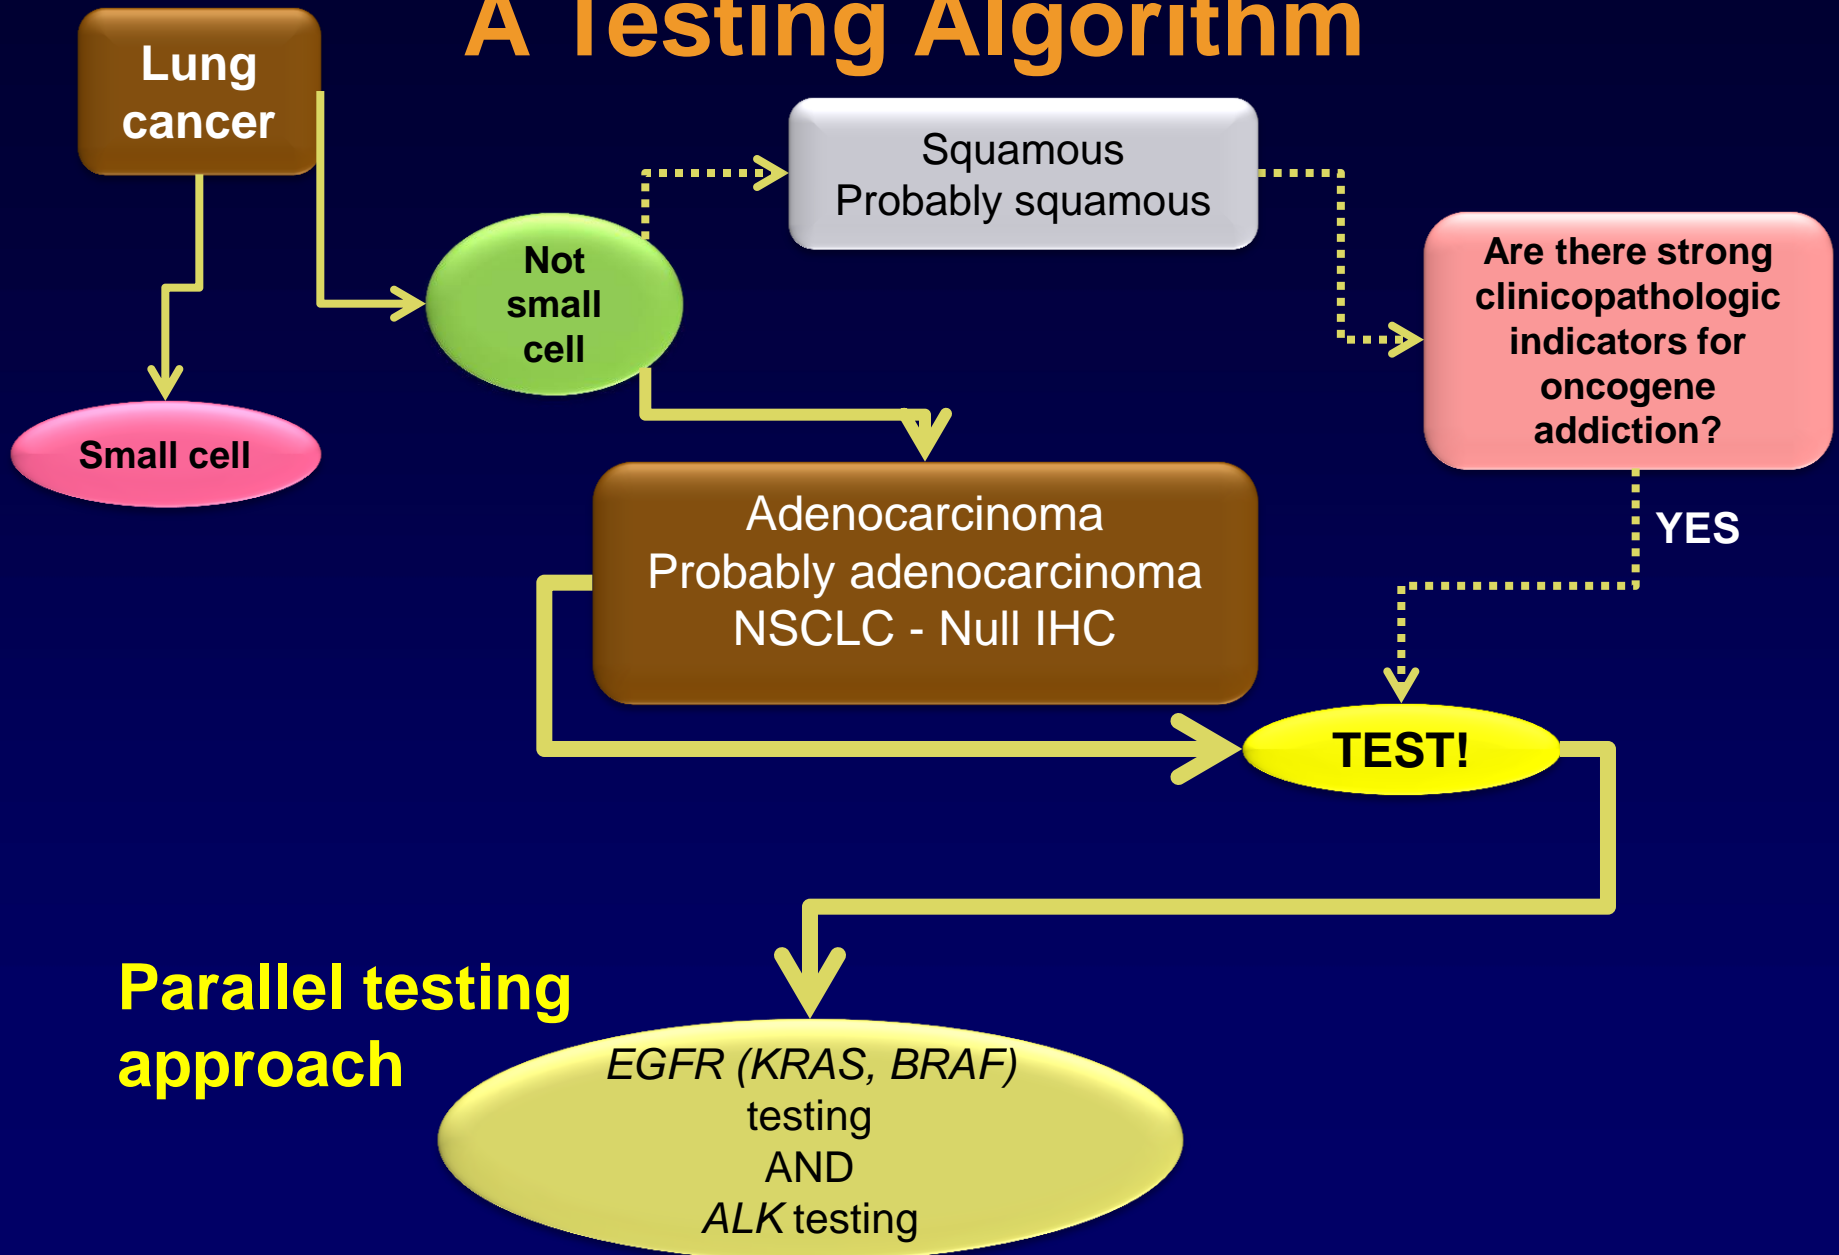 A Testing Algorithm
Lung
cancer
Squamous
Probably squamous
Not
small
cell
Are there strong
clinicopathologic
indicators for
oncogene
addiction?
Small cell
Adenocarcinoma
Probably adenocarcinoma
NSCLC - Null IHC
YES
TEST!
Parallel testing
approach
EGFR (KRAS, BRAF)
testing
AND
ALK testing